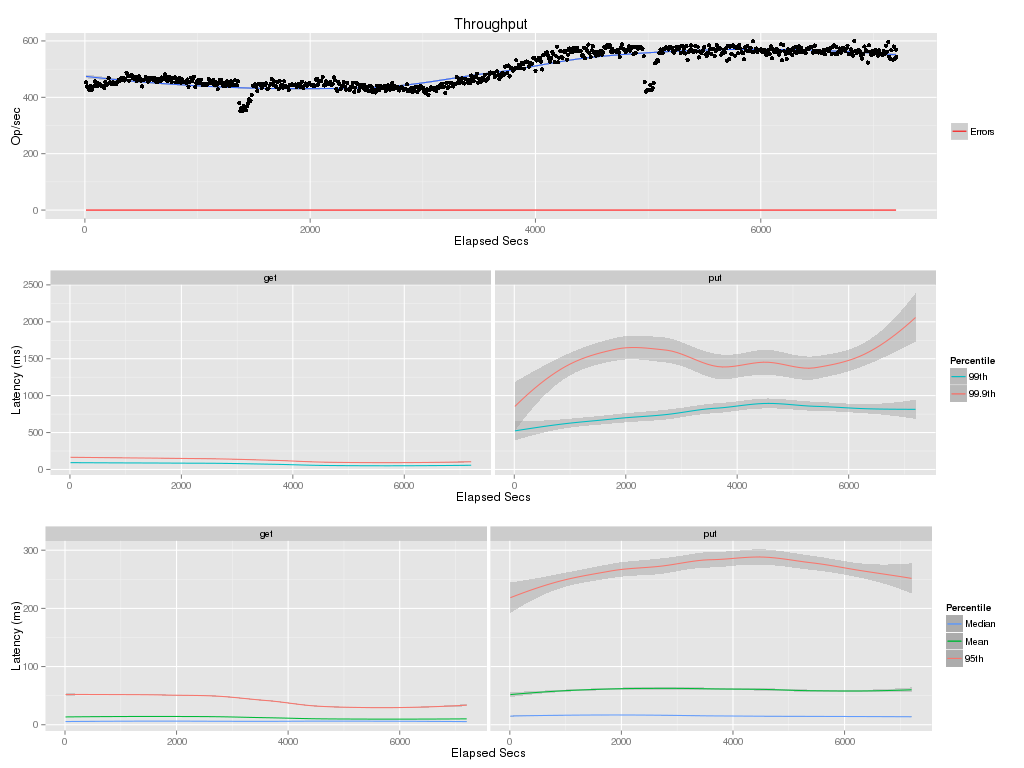 Throughput
600
400
200
0
Op/sec
0
2000
4000
6000
Elapsed Secs
Errors
get
put
2500
2000
1500
1000
500
0
Latency (ms)
0
2000
4000
6000
0
2000
4000
6000
Elapsed Secs
Percentile
99th
99.9th
get
put
300
200
100
0
Latency (ms)
0
2000
4000
6000
0
2000
4000
6000
Elapsed Secs
Percentile
Median
Mean
95th